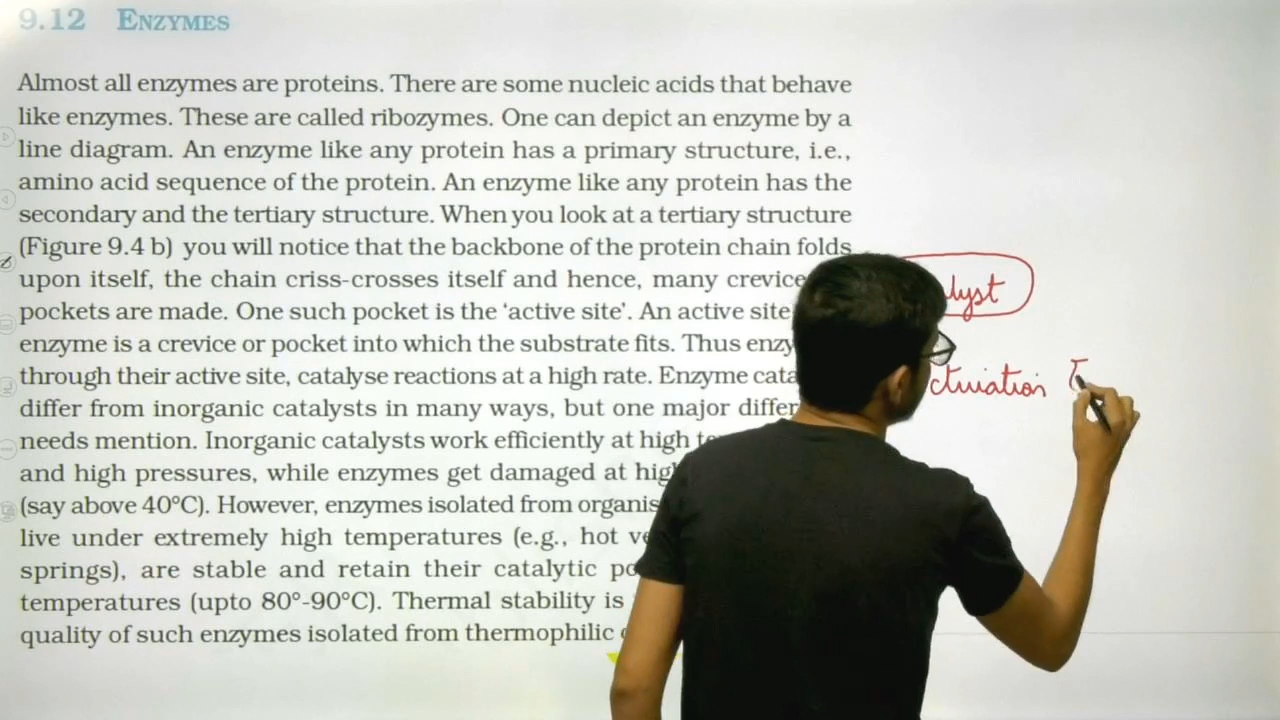 9.12 ENZYMES
Almost all enzymes are proteins. There are some nucleic acids that behave
like enzymes. These are called ribozymes. One can depict an enzyme by a
line diagram. An enzyme like any protein has a primary structure, i.e.,
amino acid sequence of the protein. An enzyme like any protein has the
secondary and the tertiary structure. When you look at a tertiary structure
(Figure 9.4 b) you will notice that the backbone of the protein chain folds
upon itself, the chain criss-crosses itself and hence, many crevice
lyst
pockets are made. One such pocket is the ‘active site’. An active site
enzyme is a crevice or pocket into which the substrate fits. Thus enzy
through their active site, catalyse reactions at a high rate. Enzyme cata
ctivation
differ from inorganic catalysts in many ways, but one major differ
needs mention. Inorganic catalysts work efficiently at high
and high pressures, while enzymes get damaged at hig
(say above 40°C). However, enzymes isolated from organis
live under extremely high temperatures (e.g., hot ve
springs), are stable and retain their catalytic po
temperatures (upto 80°-90°C). Thermal stability is
quality of such enzymes isolated from thermophilic